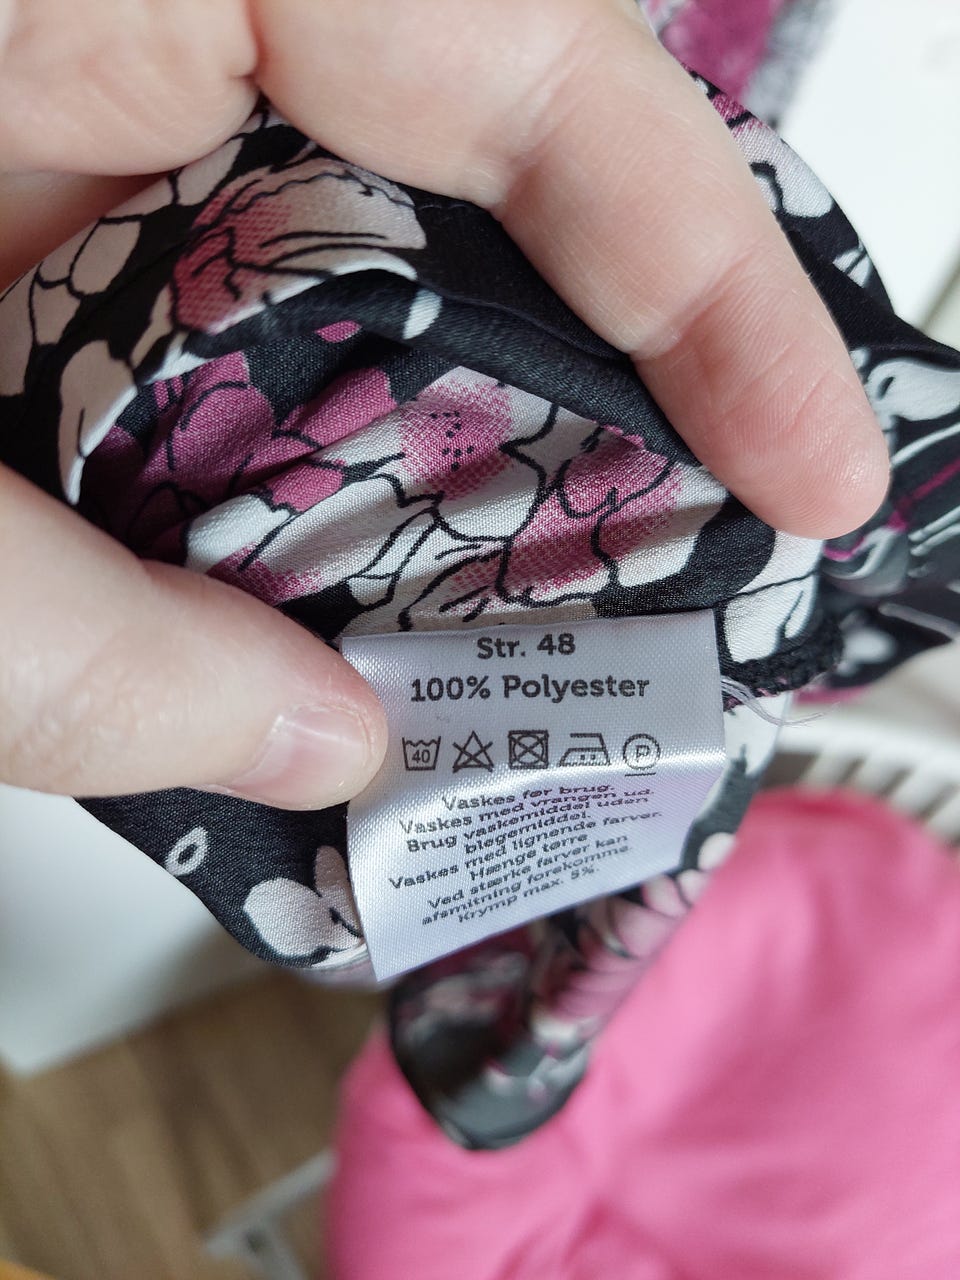 Str. 48
100% Polyester
40 P
Vaskes før brug.
Vaskes med vrangen ud.
Brug vaskemiddel uden
blegemiddel.
Vaskes med lignende farver.
Hænge tørre
Ved stærke farver kan
afsmitning forekomme.
Krymp max. 5%.